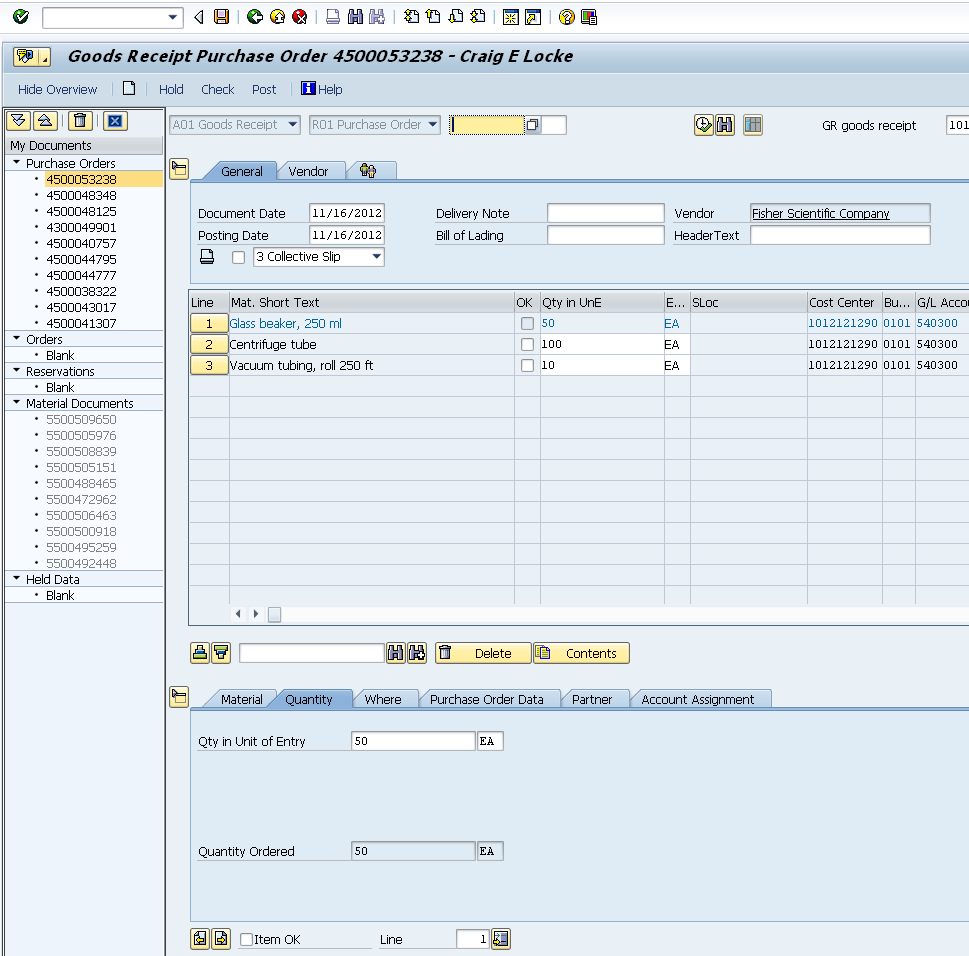 Goods Receipt Purchase Order 4500053238 - Craig E Locke
Hide Overview Hold Check Post Help
A01 Goods Receipt R01 Purchase Order GR goods receipt 101
My Documents
Purchase Orders
4500053238
4500048348
4500048125
4300049901
4500040757
4500044795
4500044777
4500038322
4500043017
4500041307
Orders
Blank
Reservations
Blank
Material Documents
5500509650
5500505976
5500508839
5500505151
5500488465
5500472962
5500506463
5500500918
5500495259
5500492448
Held Data
Blank
General Vendor
Document Date 11/16/2012 Delivery Note Vendor Fisher Scientific Company
Posting Date 11/16/2012 Bill of Lading HeaderText
3 Collective Slip
Line Mat. Short Text OK Qty in UnE E... SLoc Cost Center Bu... G/L Acco
1 Glass beaker, 250 ml 50 EA 1012121290 0101 540300
2 Centrifuge tube 100 EA 1012121290 0101 540300
3 Vacuum tubing, roll 250 ft 10 EA 1012121290 0101 540300
Delete Contents
Material Quantity Where Purchase Order Data Partner Account Assignment
Qty in Unit of Entry 50 EA
Quantity Ordered 50 EA
Item OK Line 1